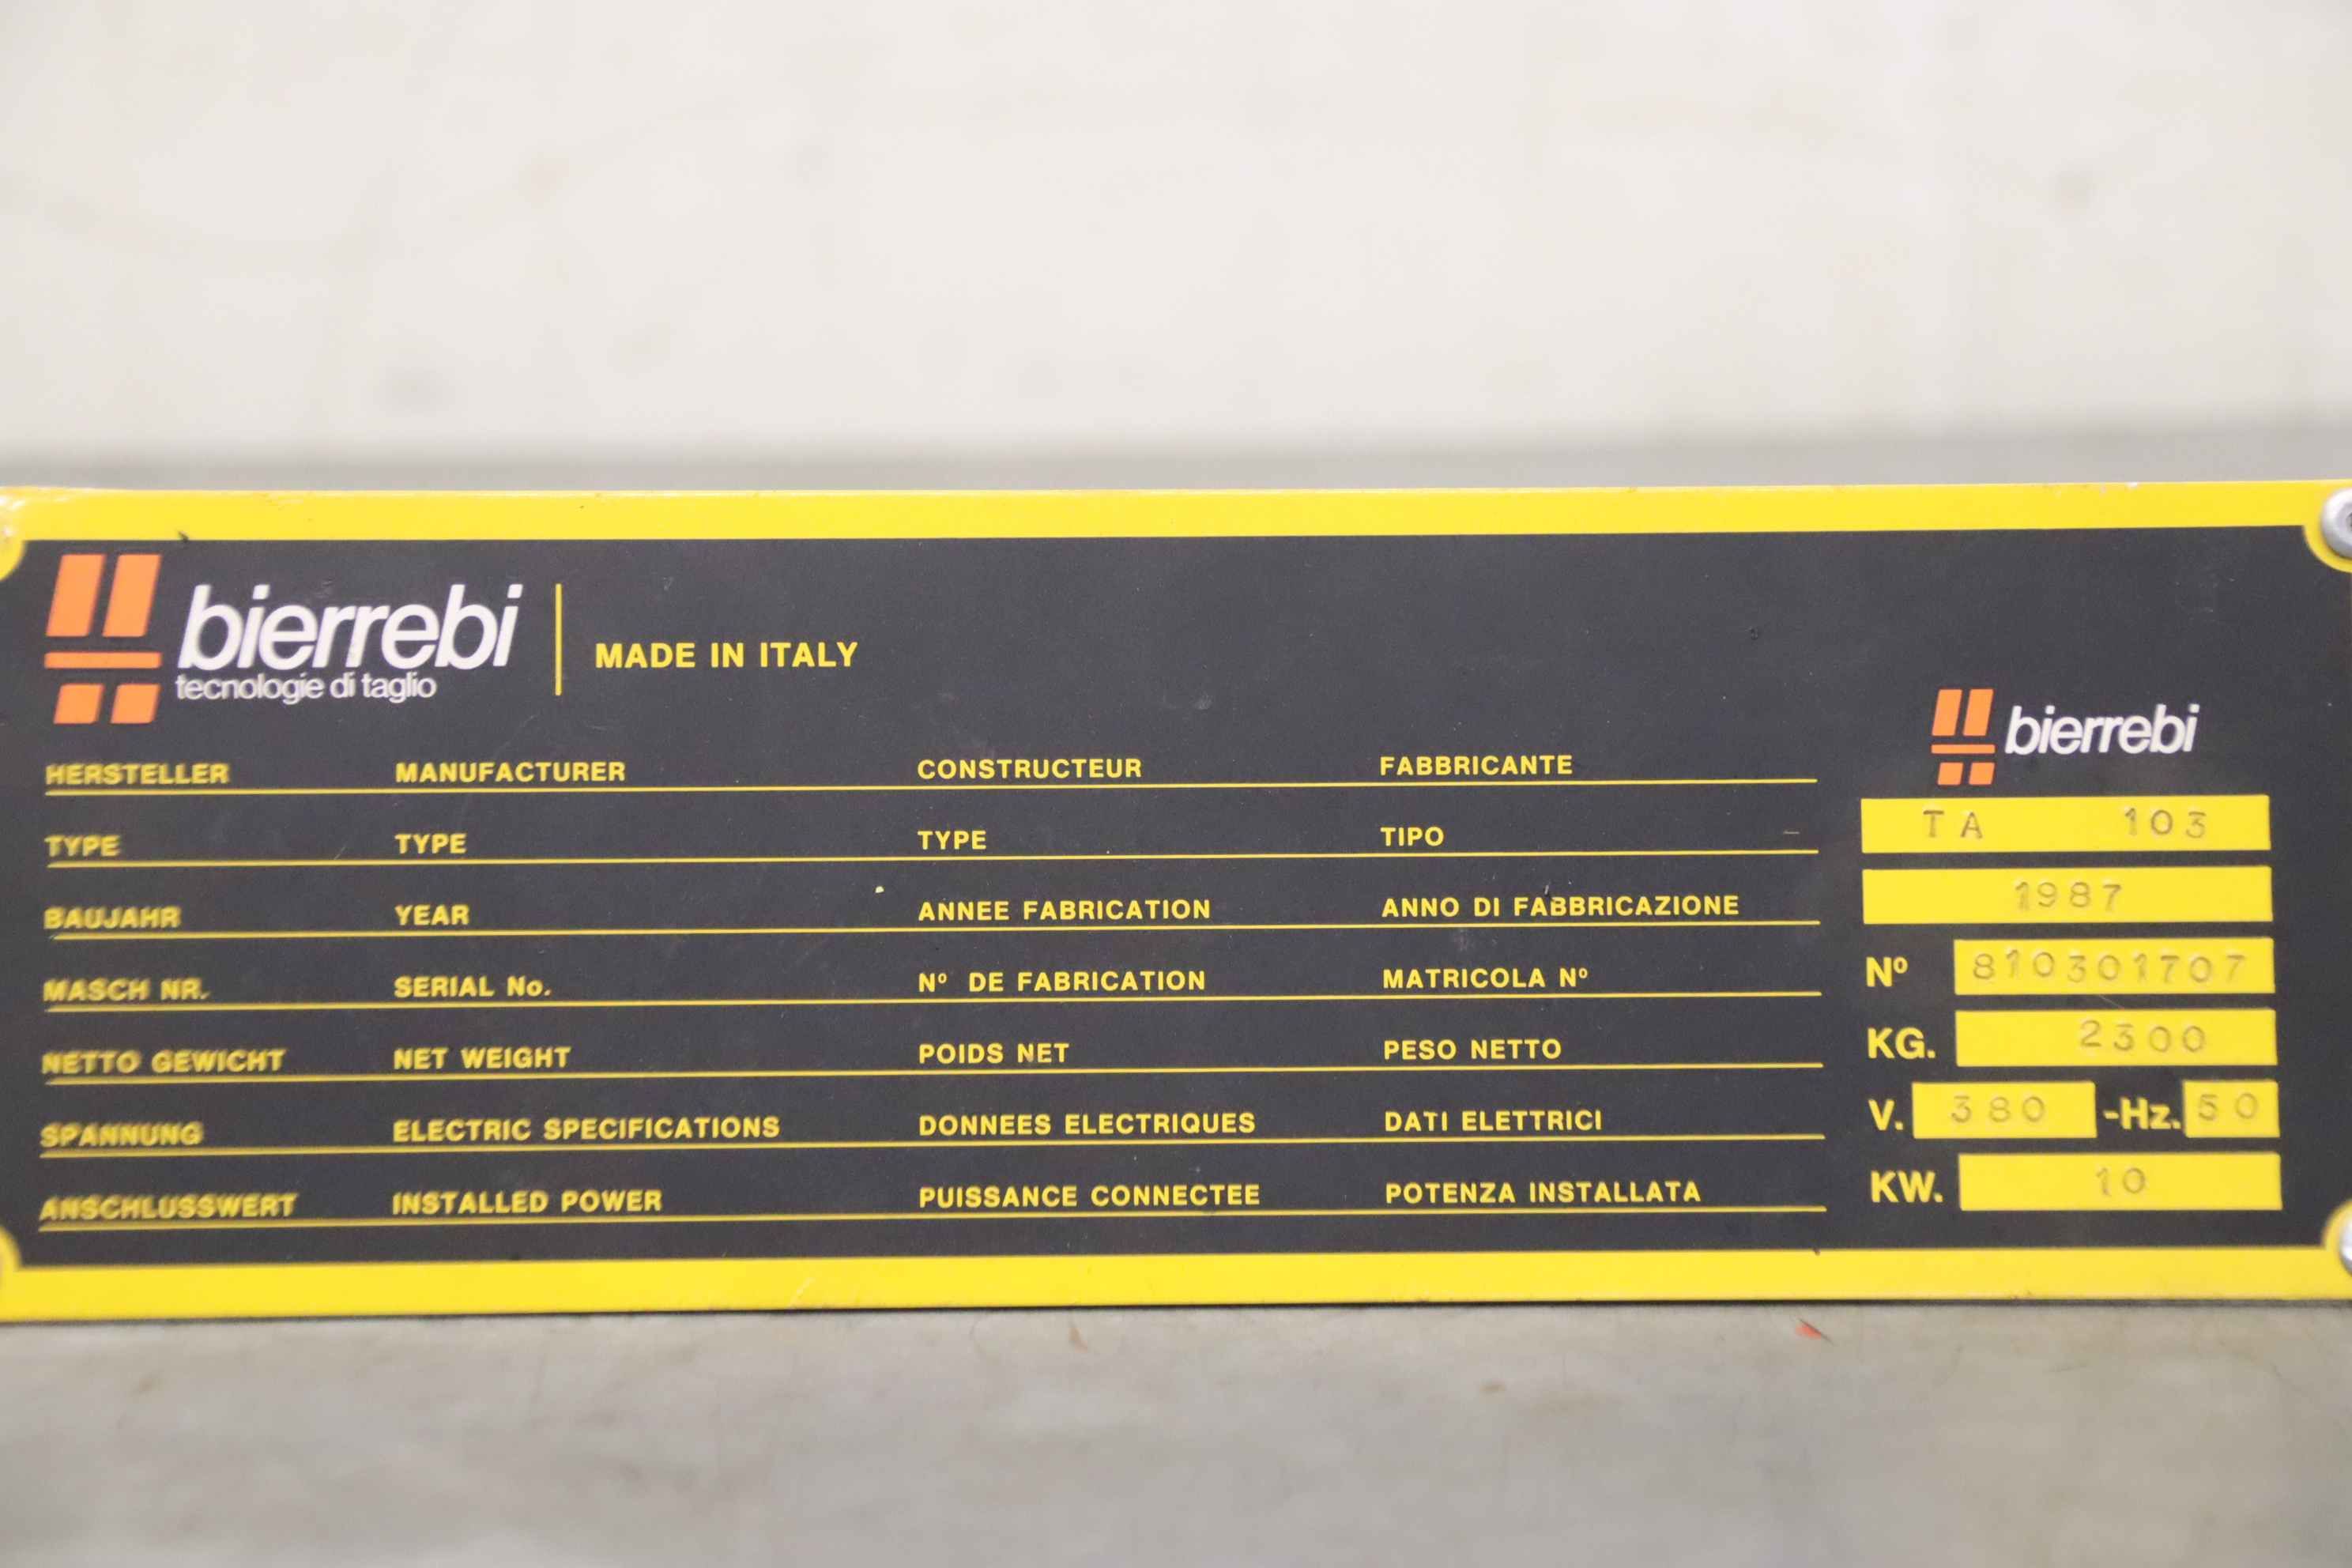 bierrebi
tecnologie di taglio
MADE IN ITALY
bierrebi
HERSTELLER MANUFACTURER CONSTRUCTEUR FABBRICANTE
TYPE TYPE TYPE TIPO TA 103
BAUJAHR YEAR ANNEE FABRICATION ANNO DI FABBRICAZIONE 1987
MASCH NR. SERIAL No. Nº DE FABRICATION MATRICOLA Nº Nº 810301707
NETTO GEWICHT NET WEIGHT POIDS NET PESO NETTO KG. 2300
SPANNUNG ELECTRIC SPECIFICATIONS DONNEES ELECTRIQUES DATI ELETTRICI V. 380 -Hz. 50
ANSCHLUSSWERT INSTALLED POWER PUISSANCE CONNECTEE POTENZA INSTALLATA KW. 10